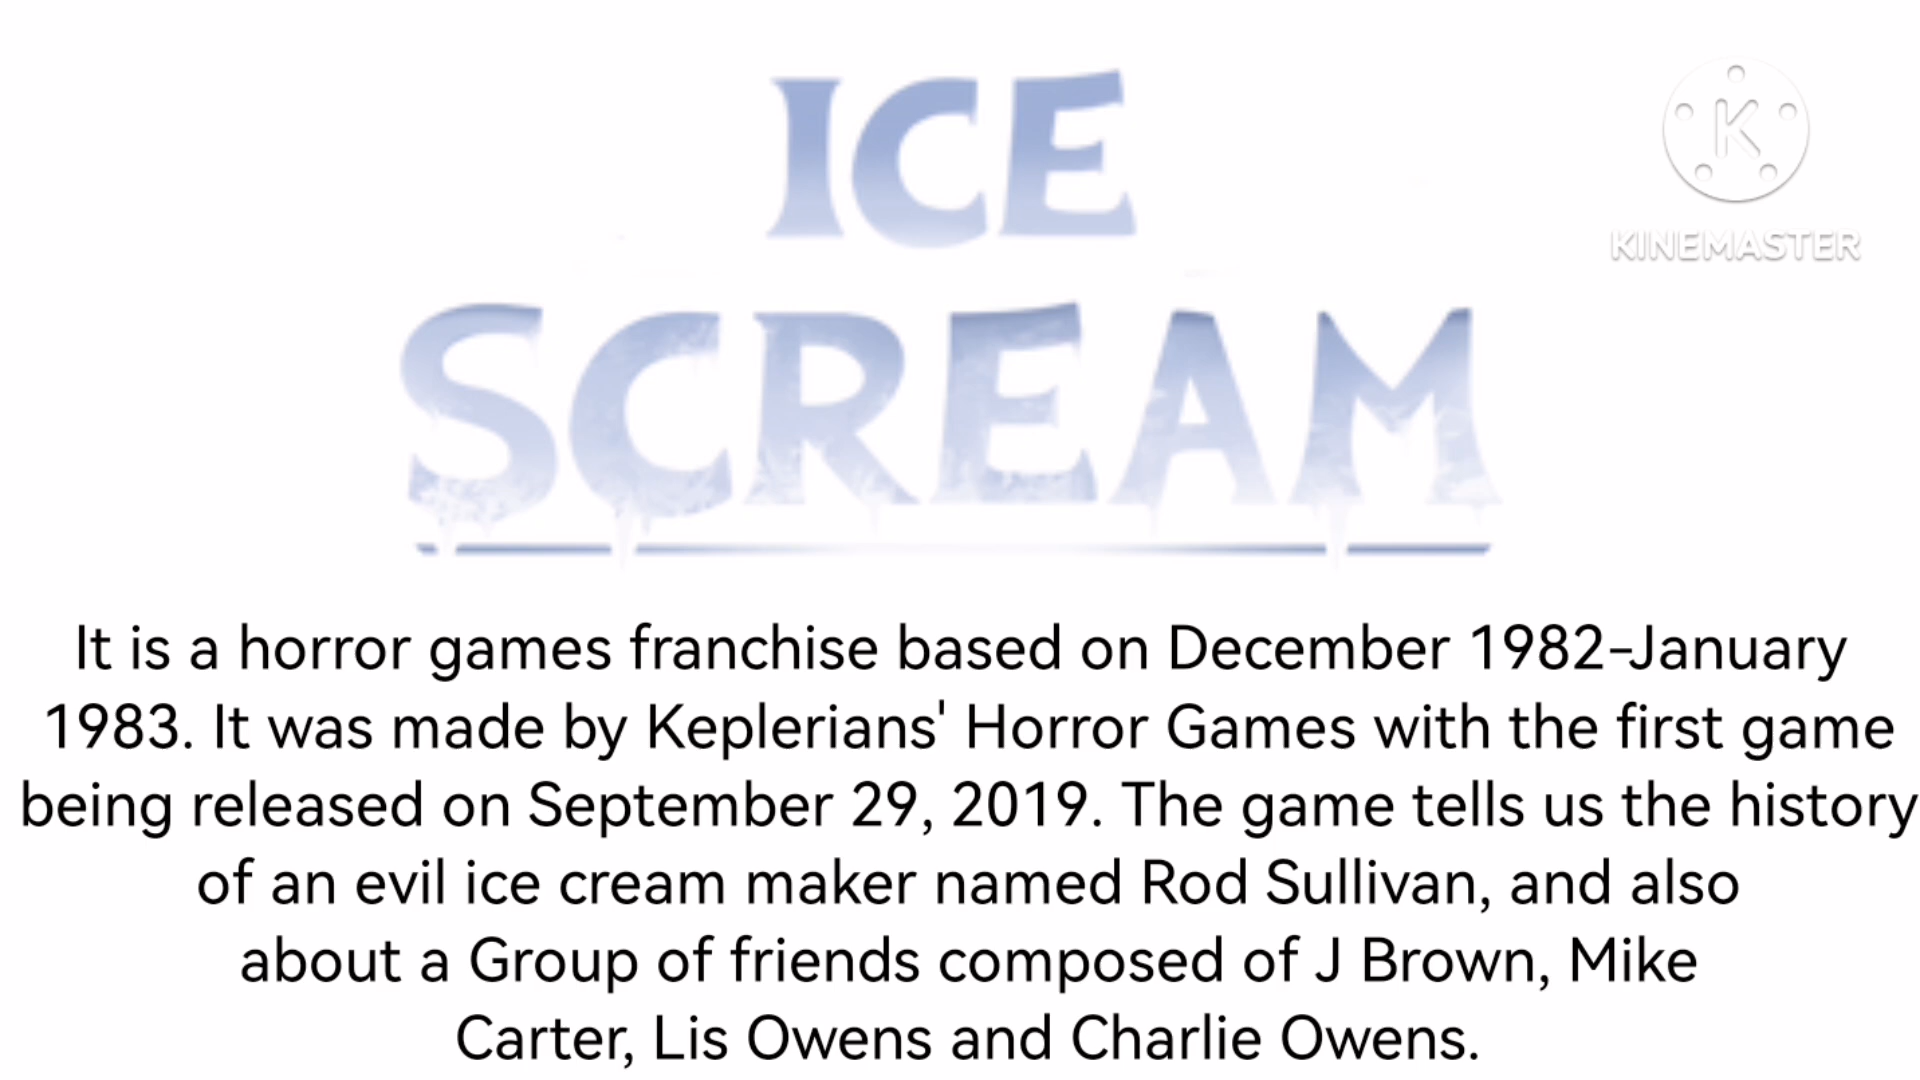 ICE
SCREAM
K
KINEMASTER
It is a horror games franchise based on December 1982-January
1983. It was made by Keplerians' Horror Games with the first game
being released on September 29, 2019. The game tells us the history
of an evil ice cream maker named Rod Sullivan, and also
about a Group of friends composed of J Brown, Mike
Carter, Lis Owens and Charlie Owens.